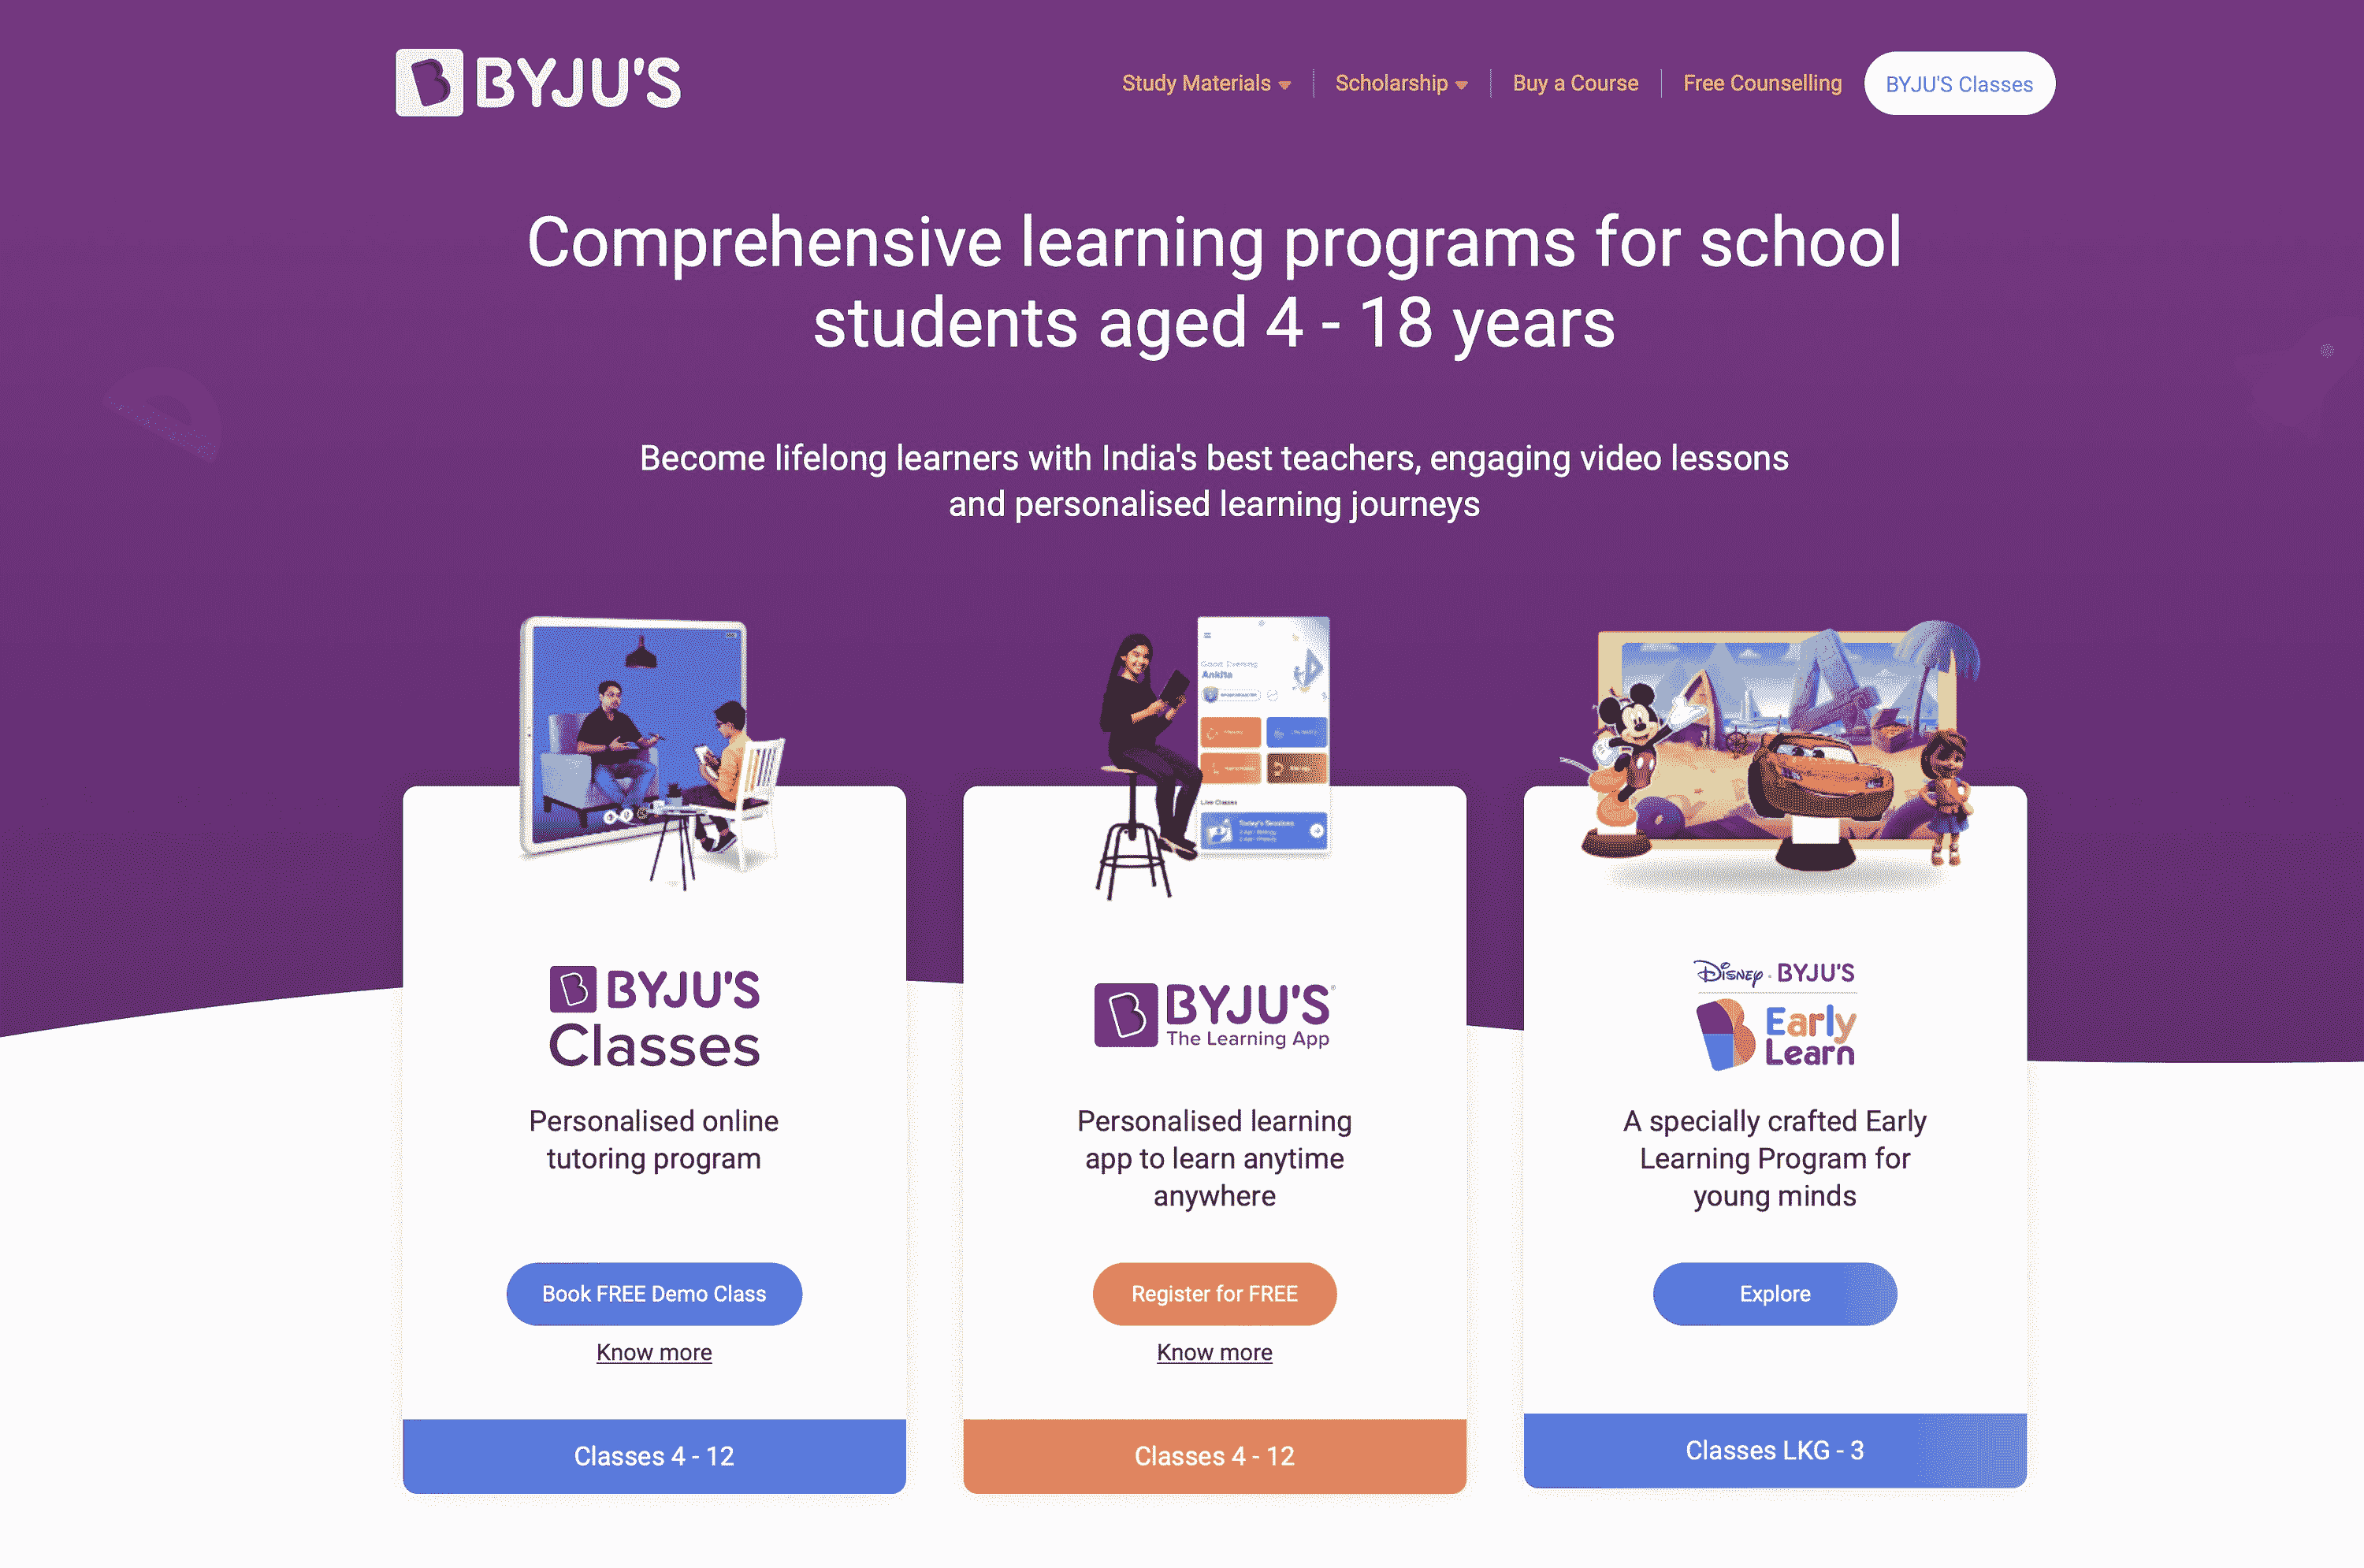 BYJU'S
Study Materials
Scholarship
Buy a Course
Free Counselling
BYJU'S Classes
Comprehensive learning programs for school
students aged 4 - 18 years
Become lifelong learners with India's best teachers, engaging video lessons
and personalised learning journeys
Good Evening
Ankita
Live Classes
Today's Sessions
BYJU'S
Classes
Personalised online
tutoring program
Book FREE Demo Class
Know more
Classes 4 - 12
BYJU'S
The Learning App
Personalised learning
app to learn anytime
anywhere
Register for FREE
Know more
Classes 4 - 12
Disney · BYJU'S
Early
Learn
A specially crafted Early
Learning Program for
young minds
Explore
Classes LKG - 3